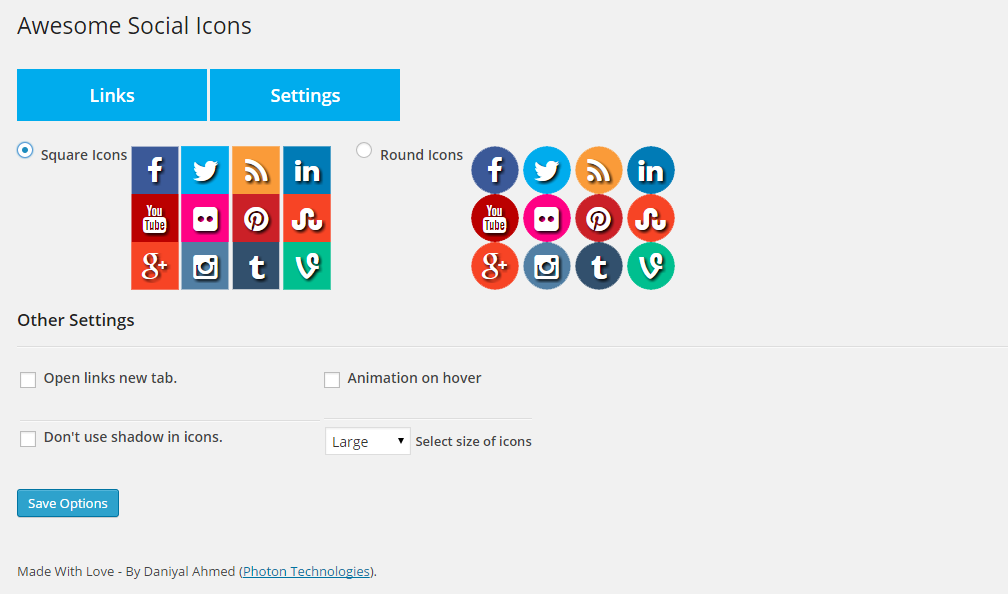 Awesome Social Icons
Links Settings
Square Icons Round Icons
f in f in
You Tube You Tube
g+ t g+ t
Other Settings
Open links new tab. Animation on hover
Don't use shadow in icons. Large Select size of icons
Save Options
Made With Love - By Daniyal Ahmed (Photon Technologies).